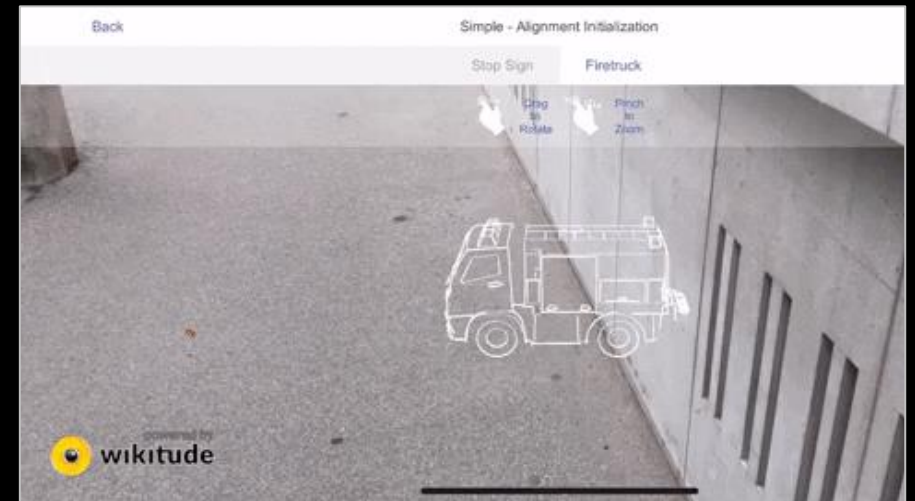 Back
Simple - Alignment Initialization
Stop Sign
Firetruck
Drag
to
Rotate
Pinch
to
Zoom
powered by
wikitude